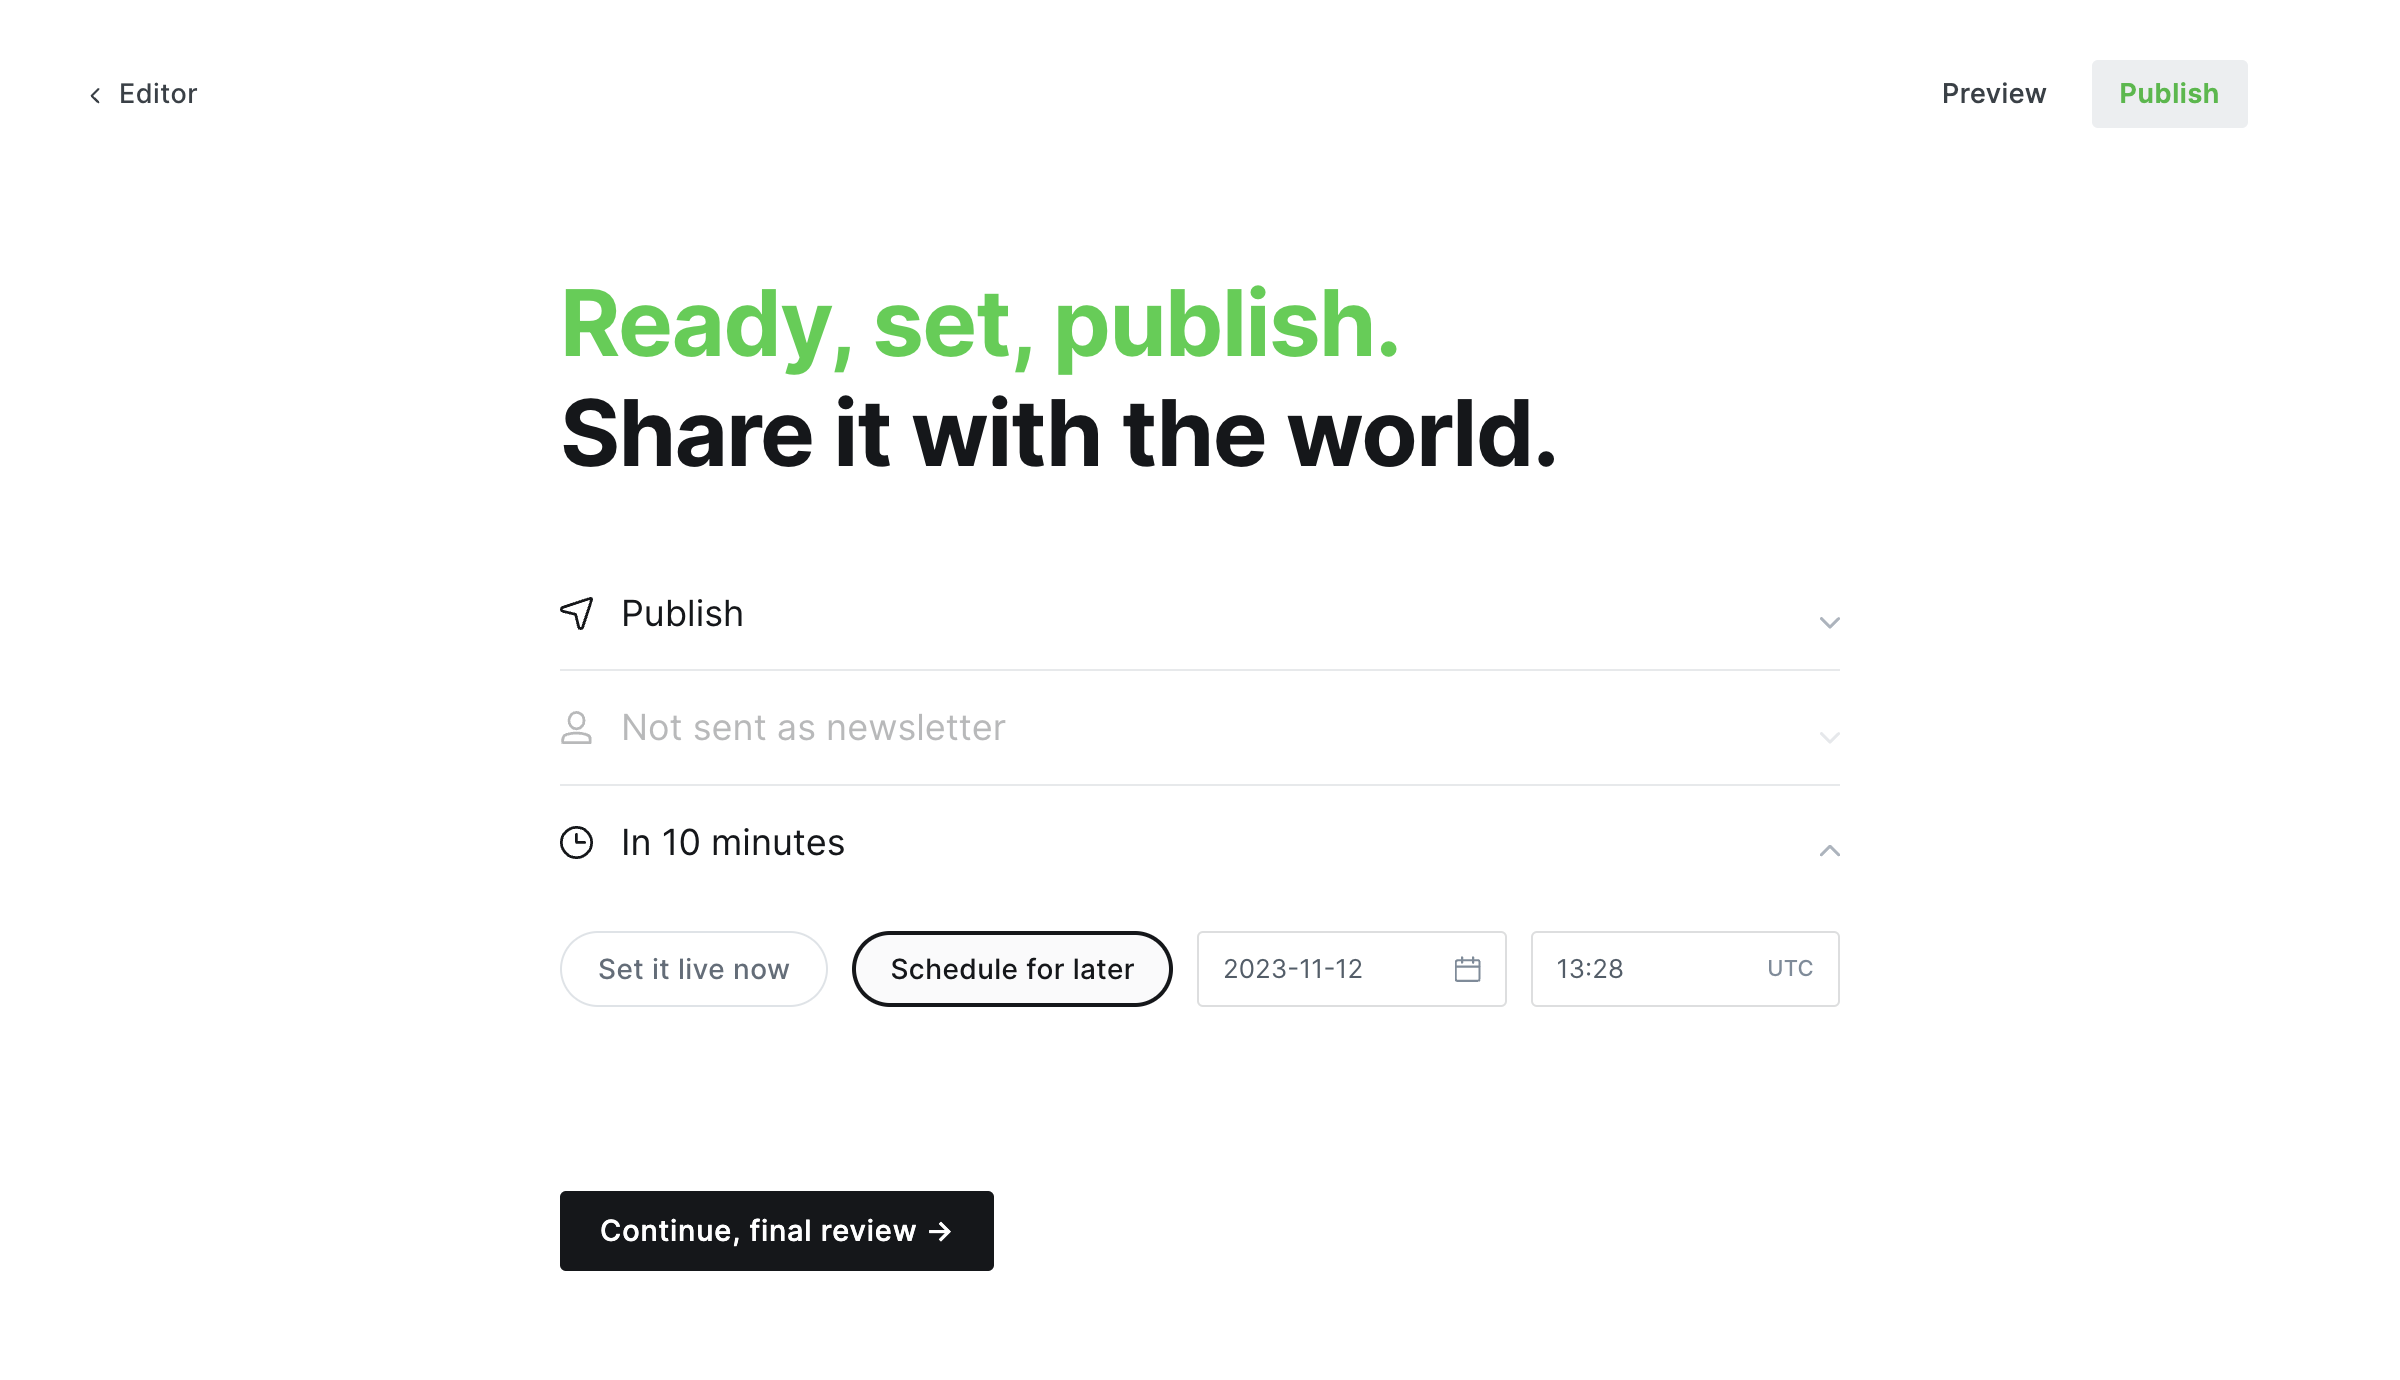 Editor
Preview
Publish
Ready, set, publish.
Share it with the world.
Publish
Not sent as newsletter
In 10 minutes
Set it live now
Schedule for later
2023-11-12
13:28
UTC
Continue, final review →